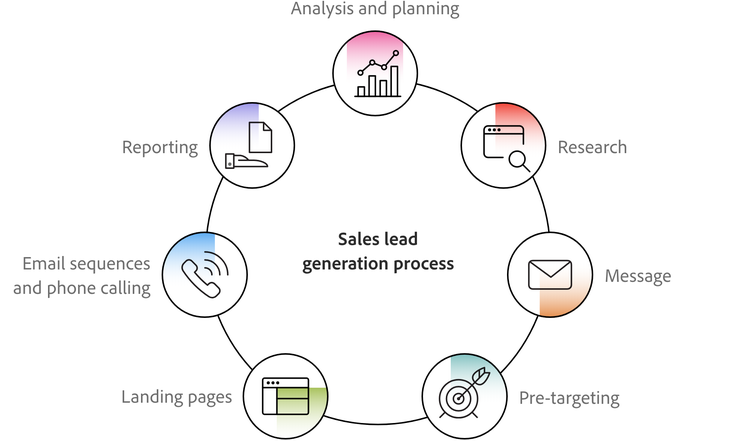 Analysis and planning
Reporting
Research
Sales lead
generation process
Email sequences
and phone calling
Message
Landing pages
Pre-targeting